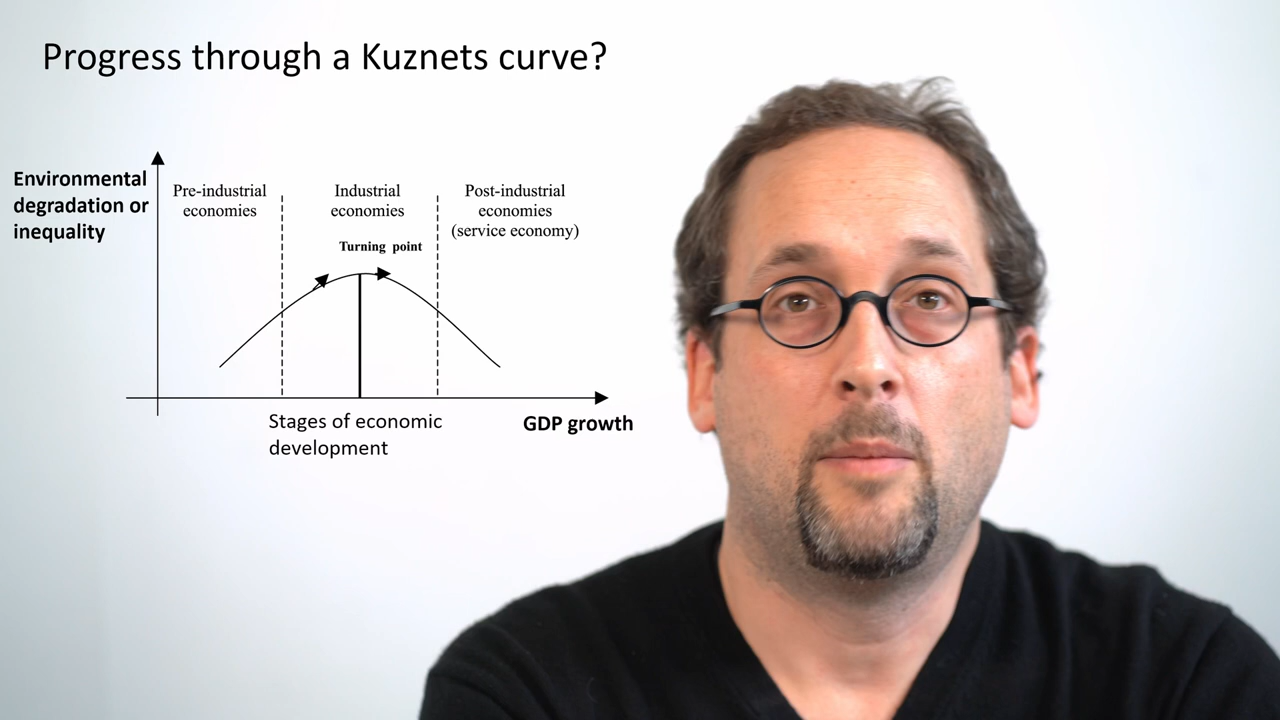 Progress through a Kuznets curve?
Environmental
degradation or
inequality
Pre-industrial
economies
Industrial
economies
Post-industrial
economies
(service economy)
Turning point
Stages of economic
development
GDP growth